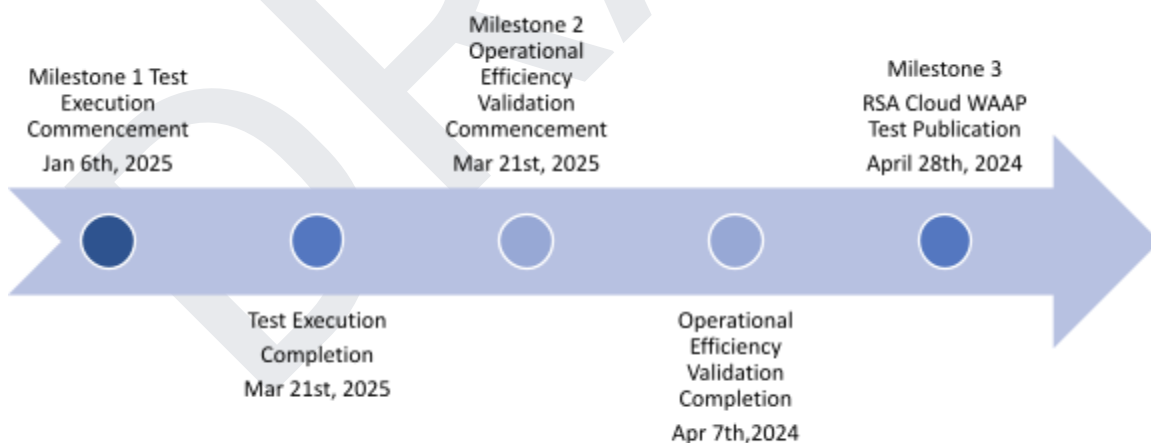 Milestone 1 Test
Execution
Commencement
Jan 6th, 2025
Test Execution
Completion
Mar 21st, 2025
Milestone 2
Operational
Efficiency
Validation
Commencement
Mar 21st, 2025
Operational
Efficiency
Validation
Completion
Apr 7th,2024
Milestone 3
RSA Cloud WAAP
Test Publication
April 28th, 2024